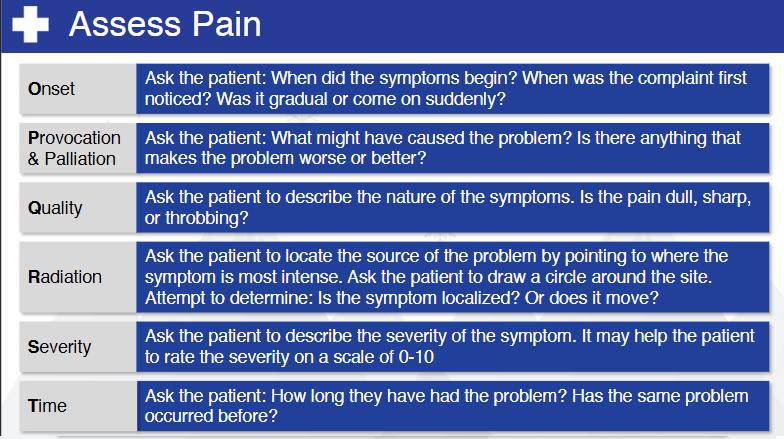 Assess Pain
Onset
Ask the patient: When did the symptoms begin? When was the complaint first
noticed? Was it gradual or come on suddenly?
Provocation
& Palliation
Ask the patient: What might have caused the problem? Is there anything that
makes the problem worse or better?
Quality
Ask the patient to describe the nature of the symptoms. Is the pain dull, sharp,
or throbbing?
Radiation
Ask the patient to locate the source of the problem by pointing to where the
symptom is most intense. Ask the patient to draw a circle around the site.
Attempt to determine: Is the symptom localized? Or does it move?
Severity
Ask the patient to describe the severity of the symptom. It may help the patient
to rate the severity on a scale of 0-10
Time
Ask the patient: How long they have had the problem? Has the same problem
occurred before?